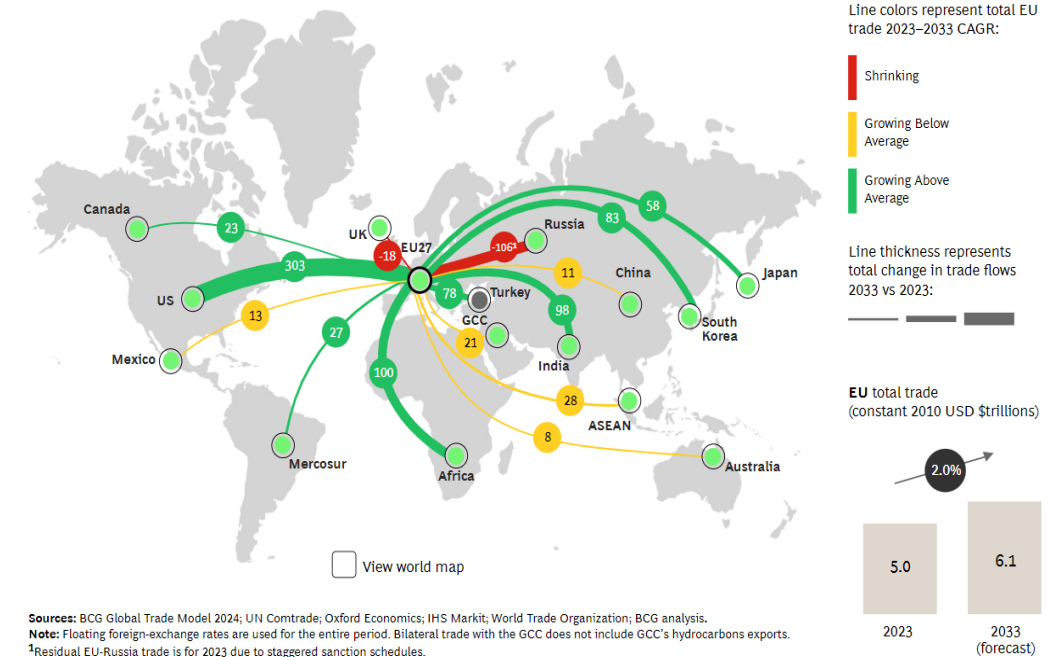 Line colors represent total EU
trade 2023–2033 CAGR:
Shrinking
Growing Below
Average
Growing Above
Average
Line thickness represents
total change in trade flows
2033 vs 2023:
EU total trade
(constant 2010 USD $trillions)
2.0%
5.0
6.1
2023
2033
(forecast)
Canada
23
UK
-18
EU27
-106¹
Russia
83
58
303
US
11
China
Japan
78
Turkey
98
South
Korea
13
GCC
21
India
27
Mexico
100
28
ASEAN
8
Mercosur
Africa
Australia
View world map
Sources: BCG Global Trade Model 2024; UN Comtrade; Oxford Economics; IHS Markit; World Trade Organization; BCG analysis.
Note: Floating foreign-exchange rates are used for the entire period. Bilateral trade with the GCC does not include GCC's hydrocarbons exports.
¹Residual EU-Russia trade is for 2023 due to staggered sanction schedules.